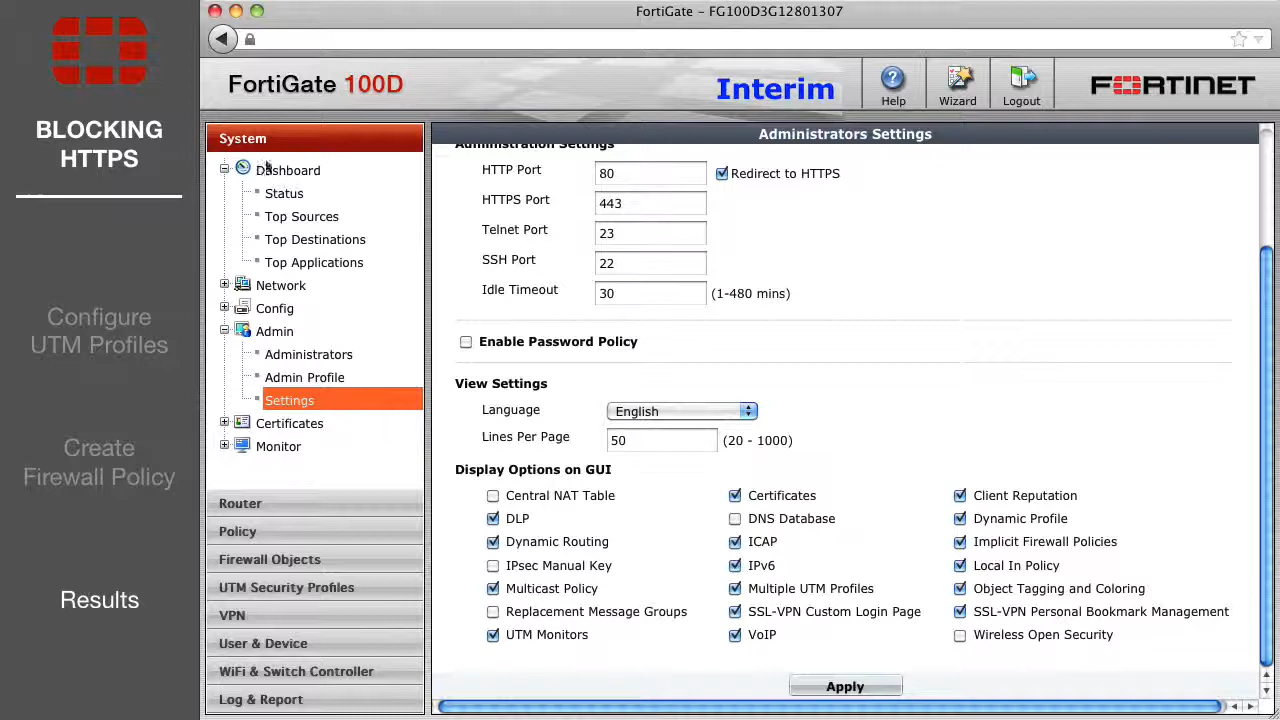 FortiGate - FG100D3G12801307
BLOCKING
HTTPS
Configure
UTM Profiles
Create
Firewall Policy
Results
FortiGate 100D
Interim
Help
Wizard
Logout
FORTINET
System
Dashboard
Status
Top Sources
Top Destinations
Top Applications
Network
Config
Admin
Administrators
Admin Profile
Settings
Certificates
Monitor
Router
Policy
Firewall Objects
UTM Security Profiles
VPN
User & Device
WiFi & Switch Controller
Log & Report
Administrators Settings
Administration Settings
HTTP Port 80 Redirect to HTTPS
HTTPS Port 443
Telnet Port 23
SSH Port 22
Idle Timeout 30 (1-480 mins)
Enable Password Policy
View Settings
Language English
Lines Per Page 50 (20 - 1000)
Display Options on GUI
Central NAT Table Certificates Client Reputation
DLP DNS Database Dynamic Profile
Dynamic Routing ICAP Implicit Firewall Policies
IPsec Manual Key IPv6 Local In Policy
Multicast Policy Multiple UTM Profiles Object Tagging and Coloring
Replacement Message Groups SSL-VPN Custom Login Page SSL-VPN Personal Bookmark Management
UTM Monitors VoIP Wireless Open Security
Apply